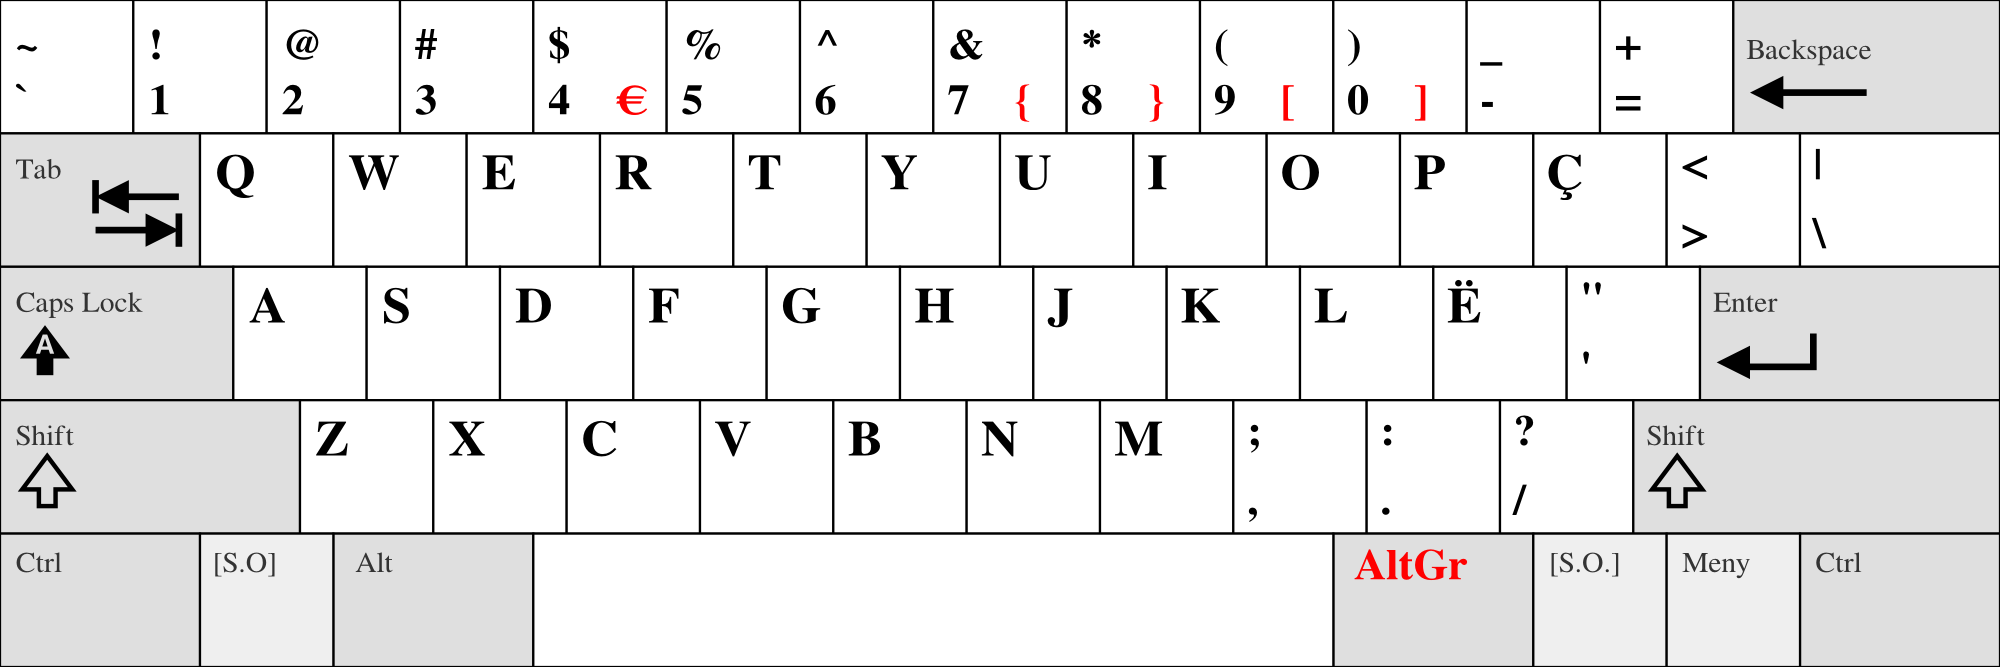 ~ ! @ # $ % ^ & * ( ) _ + Backspace
` 1 2 3 4 € 5 6 7 { 8 } 9 [ 0 ] - =
Tab Q W E R T Y U I O P Ç < |
> \
Caps Lock A S D F G H J K L Ë " Enter
A '
Shift Z X C V B N M ; : ? Shift
, . /
Ctrl [S.O] Alt AltGr [S.O.] Meny Ctrl